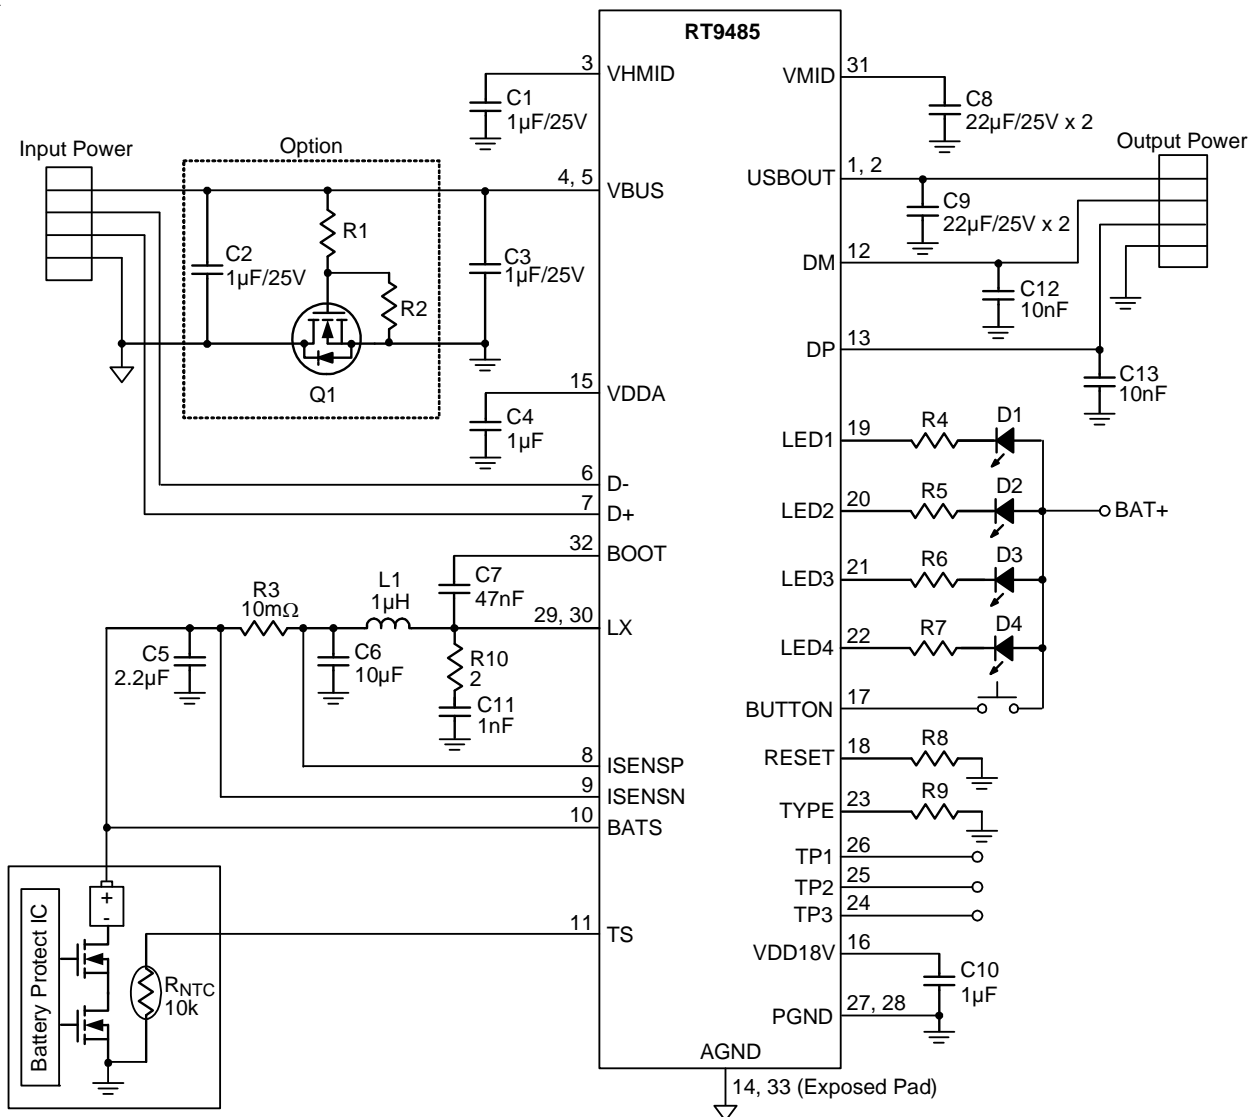 RT9485
3
VHMID
C1
1µF/25V
VMID
31
C8
22µF/25V x 2
Input Power
Option
Output Power
4, 5
VBUS
USBOUT
1, 2
C9
22µF/25V x 2
C2
1µF/25V
R1
R2
Q1
C3
1µF/25V
DM
12
C12
10nF
DP
13
C13
10nF
15
VDDA
C4
1µF
LED1
19
R4
D1
6
D-
7
D+
LED2
20
R5
D2
BAT+
32
BOOT
C7
47nF
LED3
21
R6
D3
R3
10mΩ
L1
1µH
29, 30
LX
LED4
22
R7
D4
C5
2.2µF
C6
10µF
R10
2
C11
1nF
BUTTON
17
8
ISENSP
RESET
18
R8
9
ISENSN
TYPE
23
R9
10
BATS
TP1
26
TP2
25
TP3
24
+
-
Battery Protect IC
RNTC
10k
11
TS
VDD18V
16
C10
1µF
PGND
27, 28
AGND
14, 33 (Exposed Pad)